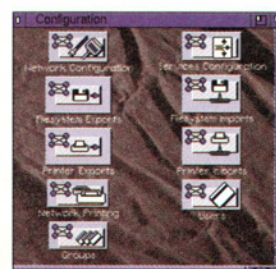 Configuration
Network Configuration
Services Configuration
Filesystem Exports
Filesystem Imports
Printer Exports
Printer Imports
Network Printing
Users
Groups